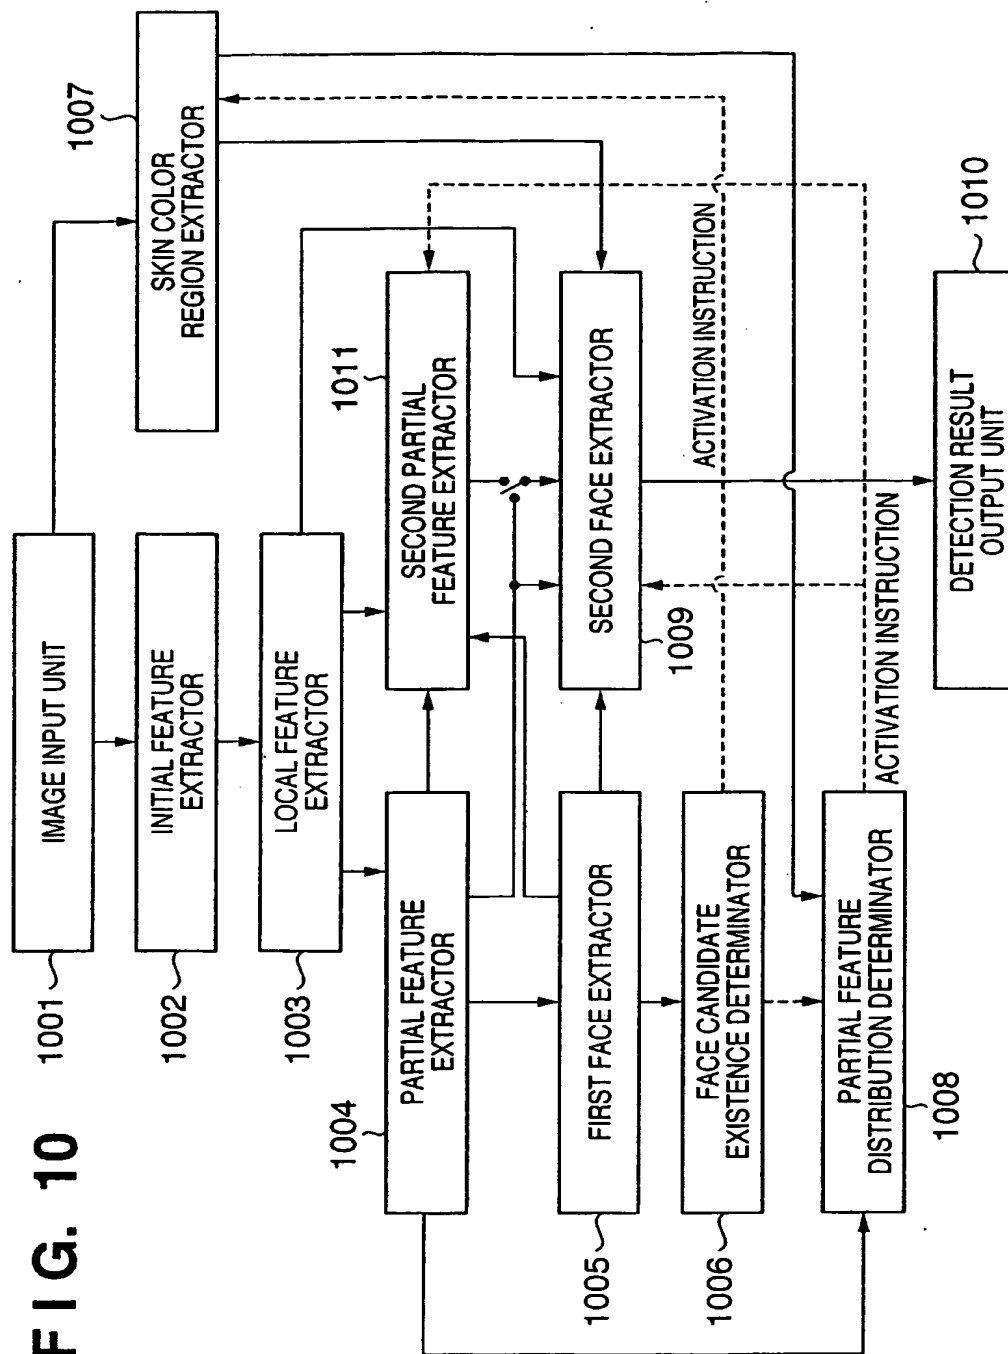 FIG. 10
1001
IMAGE INPUT UNIT
1002
INITIAL FEATURE
EXTRACTOR
1003
LOCAL FEATURE
EXTRACTOR
1007
SKIN COLOR
REGION EXTRACTOR
1004
PARTIAL FEATURE
EXTRACTOR
1011
SECOND PARTIAL
FEATURE EXTRACTOR
1005
FIRST FACE EXTRACTOR
SECOND FACE EXTRACTOR
1009
1006
FACE CANDIDATE
EXISTENCE DETERMINATOR
ACTIVATION INSTRUCTION
PARTIAL FEATURE
DISTRIBUTION DETERMINATOR
1008
ACTIVATION INSTRUCTION
1010
DETECTION RESULT
OUTPUT UNIT